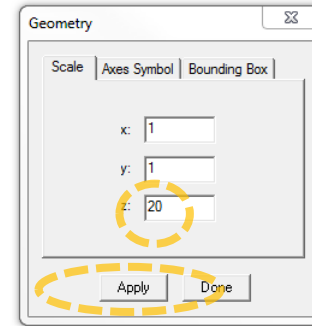 Geometry
Scale Axes Symbol Bounding Box
x: 1
y: 1
z: 20
Apply Done